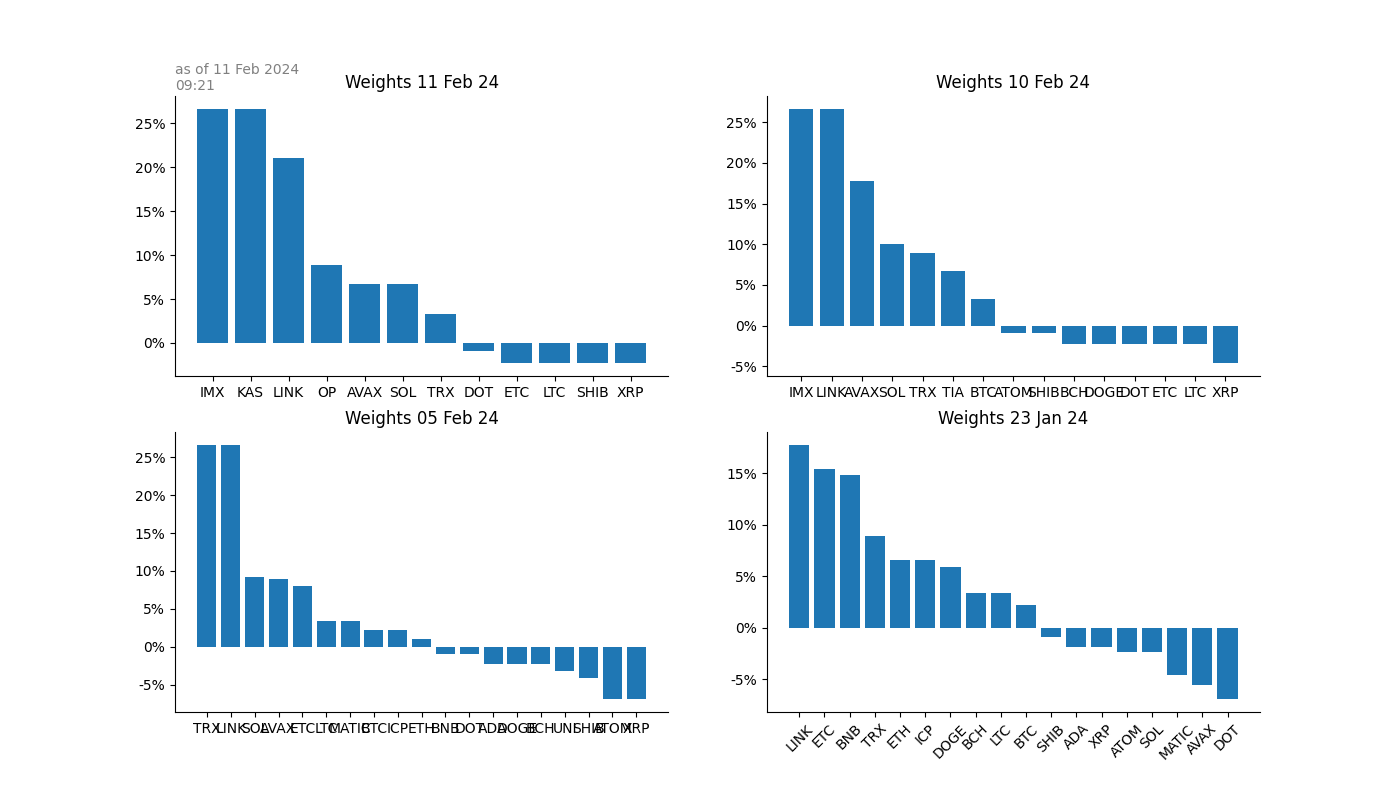 as of 11 Feb 2024
09:21
Weights 11 Feb 24
25%
20%
15%
10%
5%
0%
IMX KAS LINK OP AVAX SOL TRX DOT ETC LTC SHIB XRP
Weights 10 Feb 24
25%
20%
15%
10%
5%
0%
-5%
IMX LINK AVAX SOL TRX TIA BTC ATOM SHIB BCH DOGE DOT ETC LTC XRP
Weights 05 Feb 24
25%
20%
15%
10%
5%
0%
-5%
TRX LINK SOL AVAX ETC LTC MATIC BTC ICP ETH BNB DOT ADA DOGE BCH UNI SHIB ATOM XRP
Weights 23 Jan 24
15%
10%
5%
0%
-5%
LINK ETC BNB TRX ETH ICP DOGE BCH LTC BTC SHIB ADA XRP ATOM SOL MATIC AVAX DOT